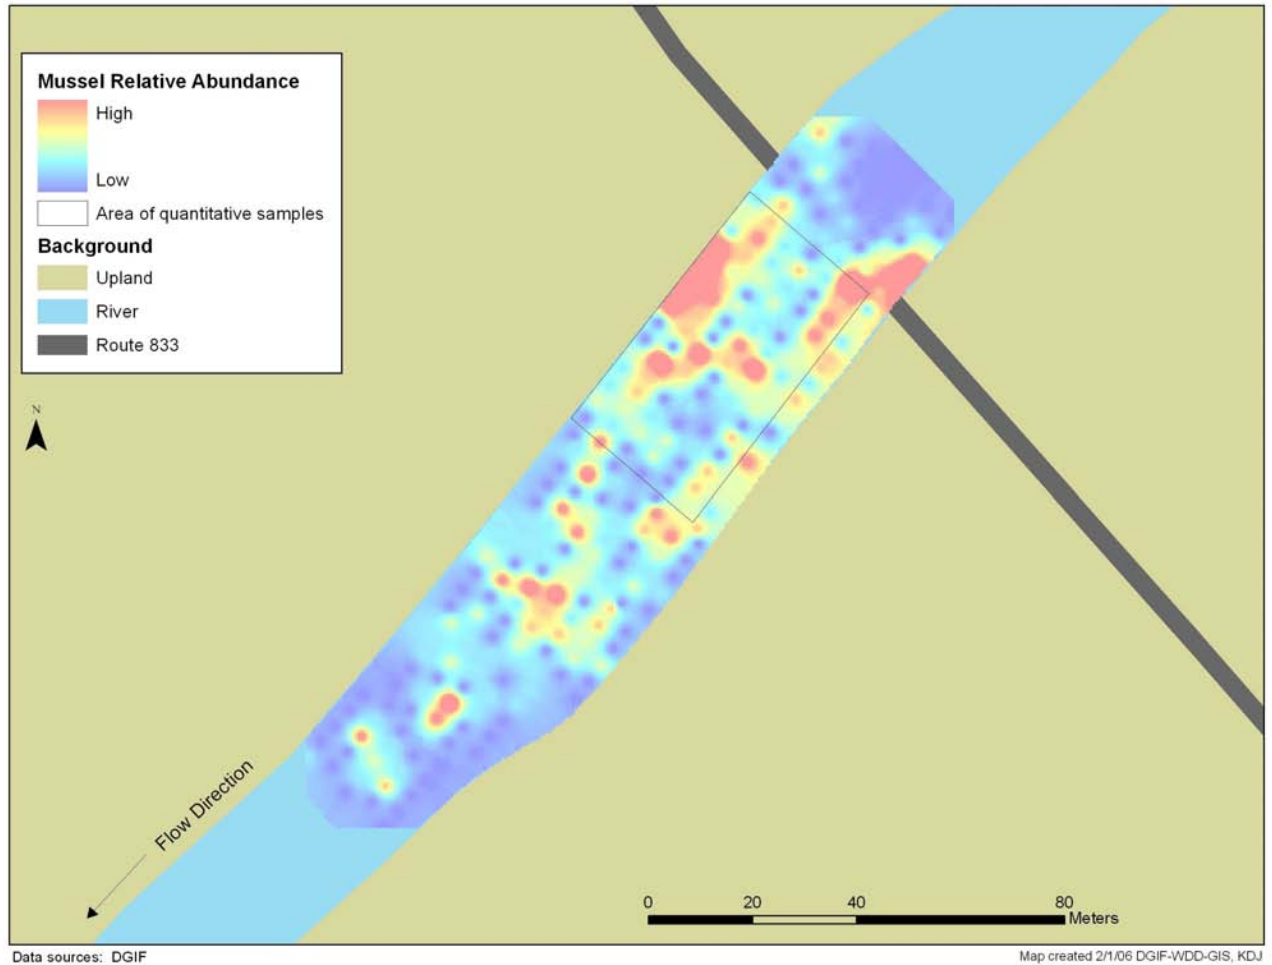 Mussel Relative Abundance
High
Low
Area of quantitative samples
Background
Upland
River
Route 833
N
Flow Direction
0 20 40 80
Meters
Data sources: DGIF
Map created 2/1/06 DGIF-WDD-GIS, KDJ